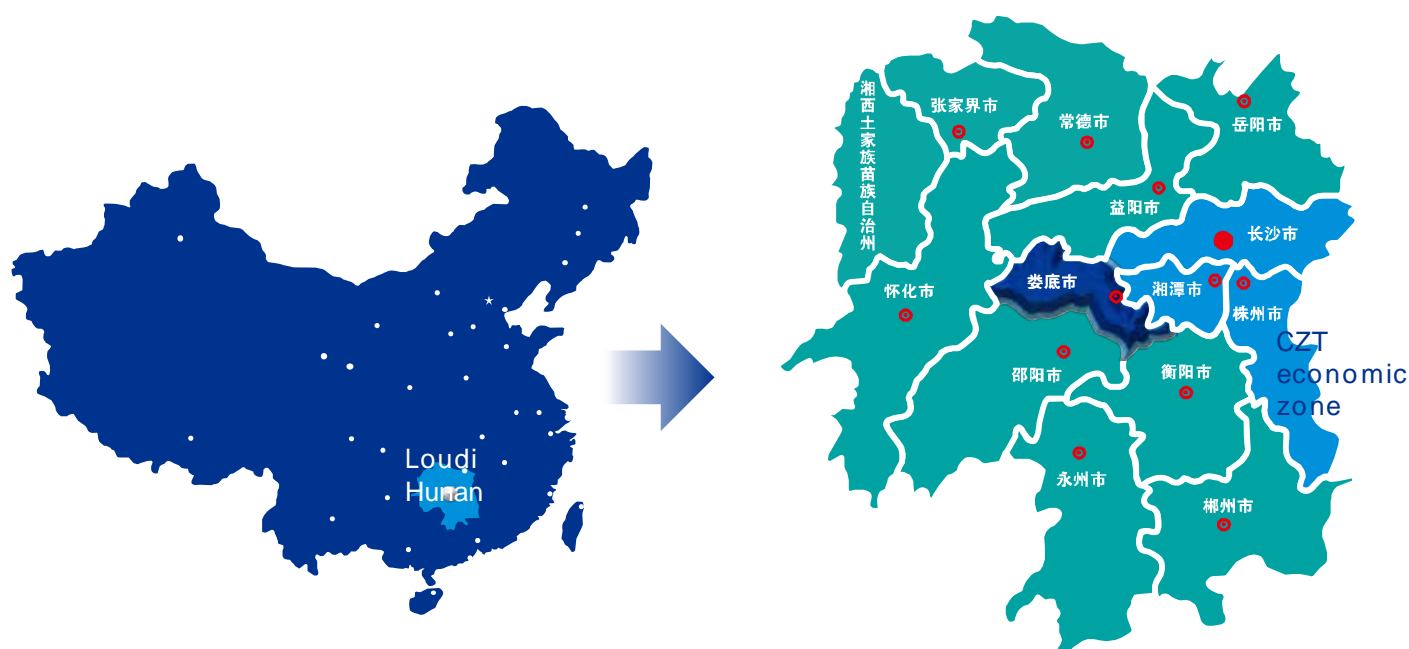 Loudi
Hunan
湘西土家族苗族自治州
张家界市
常德市
岳阳市
益阳市
长沙市
怀化市
娄底市
湘潭市
株洲市
CZT
economic
zone
邵阳市
衡阳市
永州市
郴州市